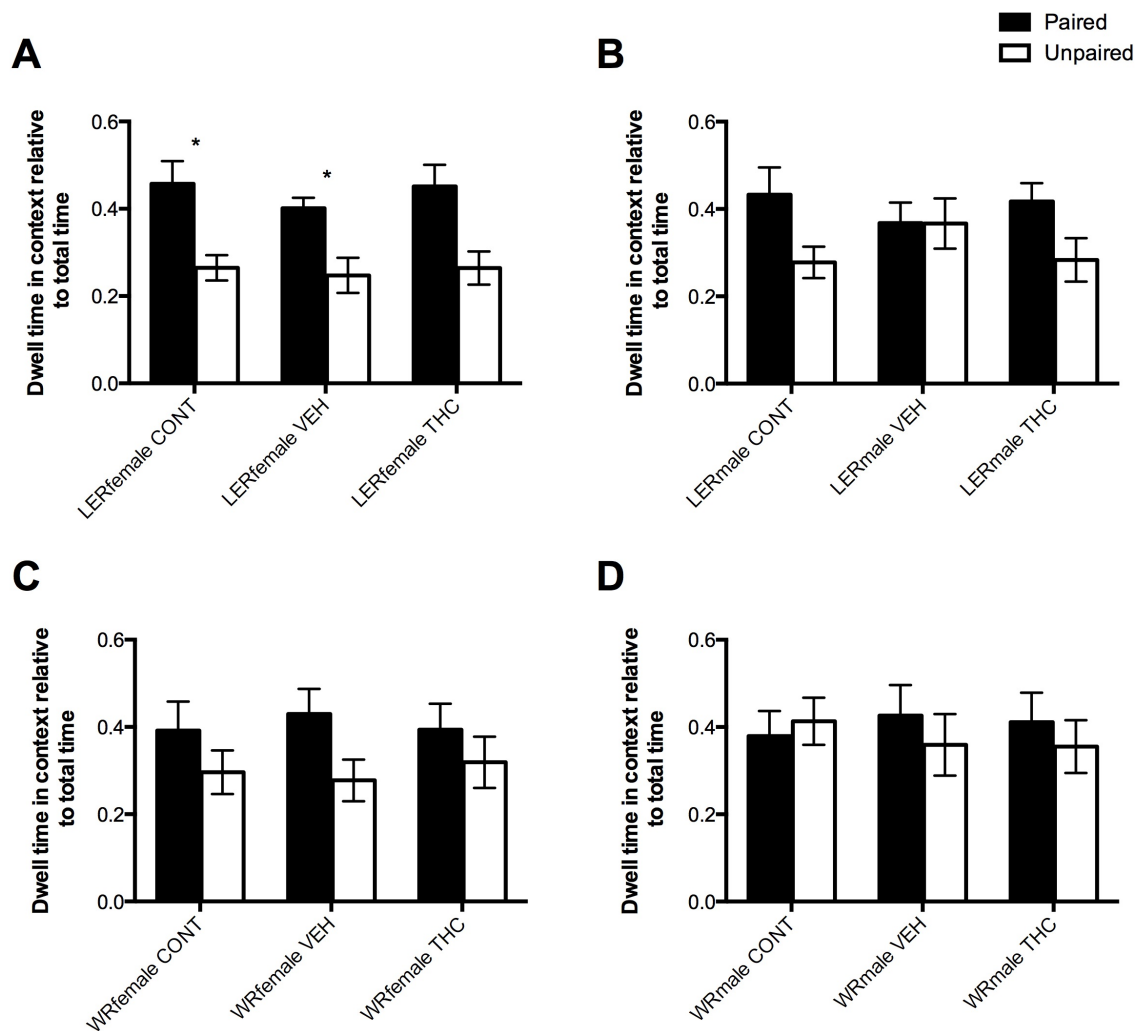 Paired
Unpaired
A
B
Dwell time in context relative
to total time
0.6
0.4
0.2
0.0
*
*
LERfemale CONT
LERfemale VEH
LERfemale THC
Dwell time in context relative
to total time
0.6
0.4
0.2
0.0
LERmale CONT
LERmale VEH
LERmale THC
C
D
Dwell time in context relative
to total time
0.6
0.4
0.2
0.0
WRfemale CONT
WRfemale VEH
WRfemale THC
Dwell time in context relative
to total time
0.6
0.4
0.2
0.0
WRmale CONT
WRmale VEH
WRmale THC